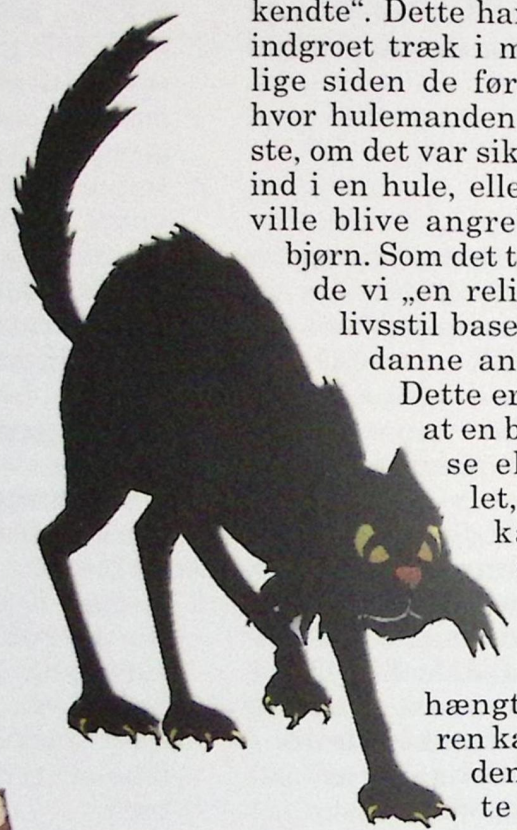 kendte“. Dette ha
indgroet træk i m
lige siden de før
hvor hulemanden
ste, om det var sik
ind i en hule, elle
ville blive angre
bjørn. Som det t
de vi „en reli
livsstil base
danne an
Dette er
at en b
se el
let,
k
hængt
ren ka
den
te